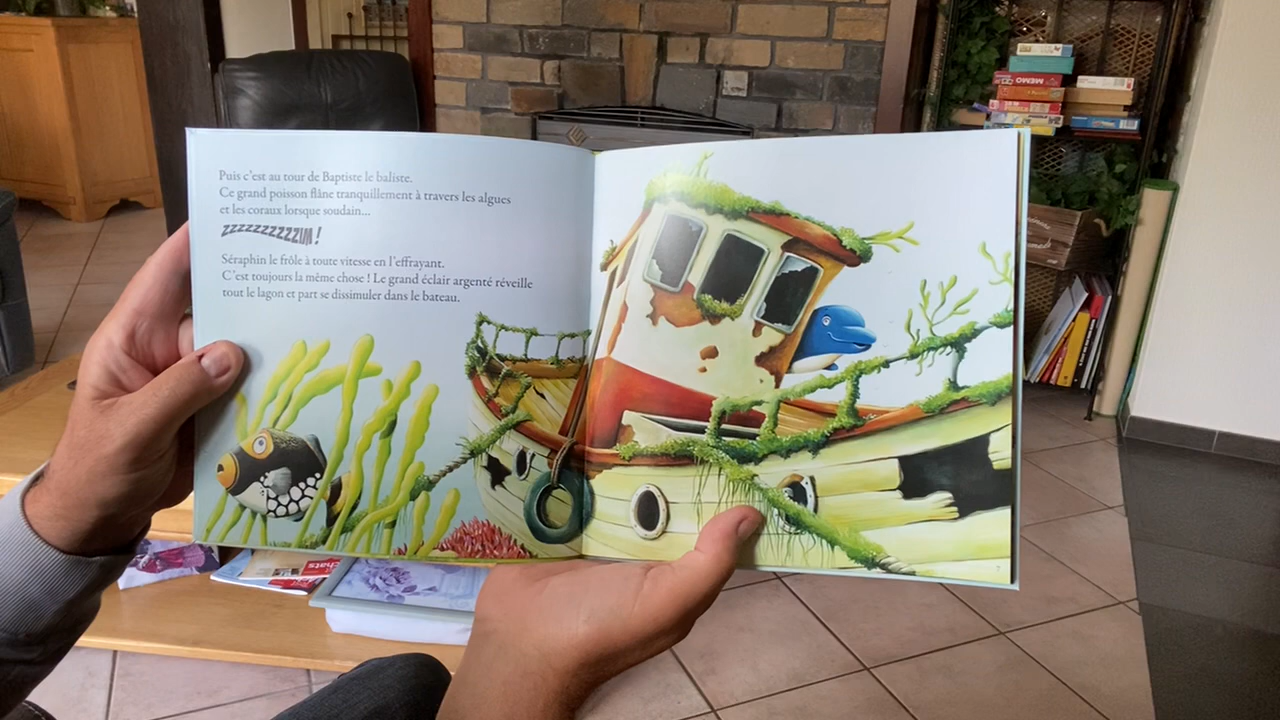 Puis c'est au tour de Baptiste le baliste.
Ce grand poisson flâne tranquillement à travers les algues
et les coraux lorsque soudain...
ZZZZZZZZZZUM !
Séraphin le frôle à toute vitesse en l'effrayant.
C'est toujours la même chose ! Le grand éclair argenté réveille
tout le lagon et part se dissimuler dans le bateau.
MEMO